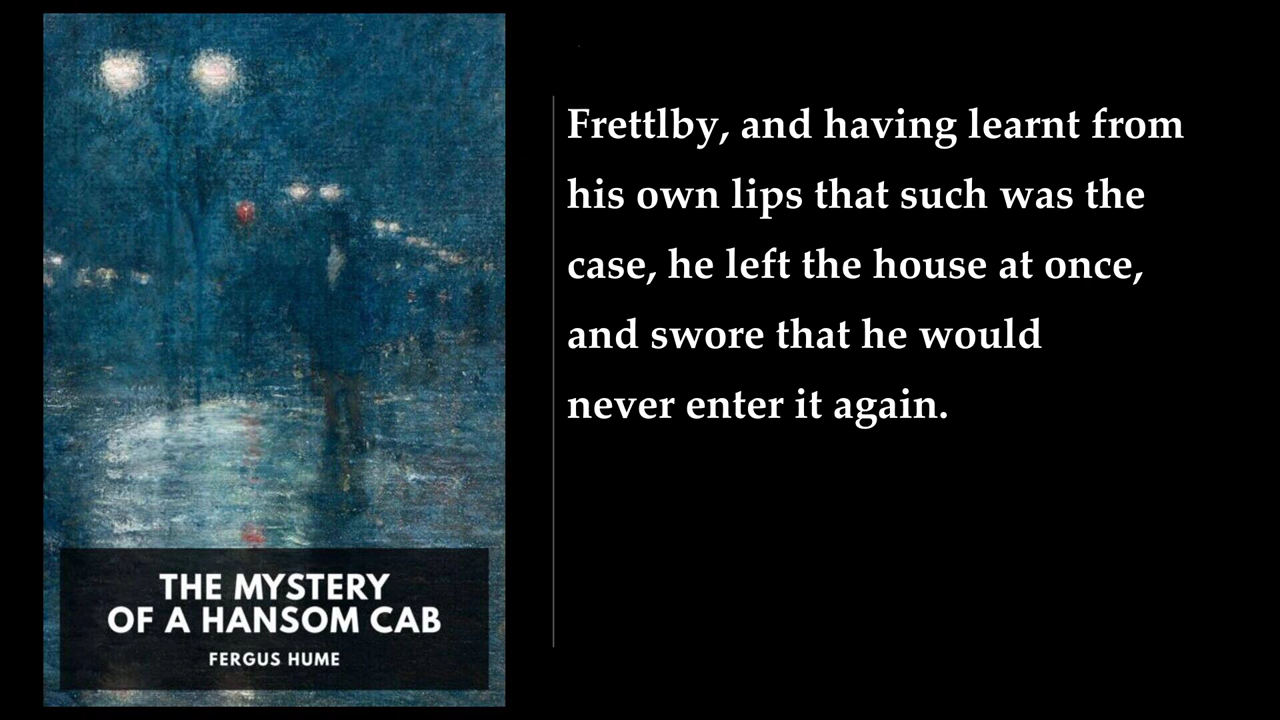 THE MYSTERY
OF A HANSOM CAB
FERGUS HUME
Frettlby, and having learnt from
his own lips that such was the
case, he left the house at once,
and swore that he would
never enter it again.